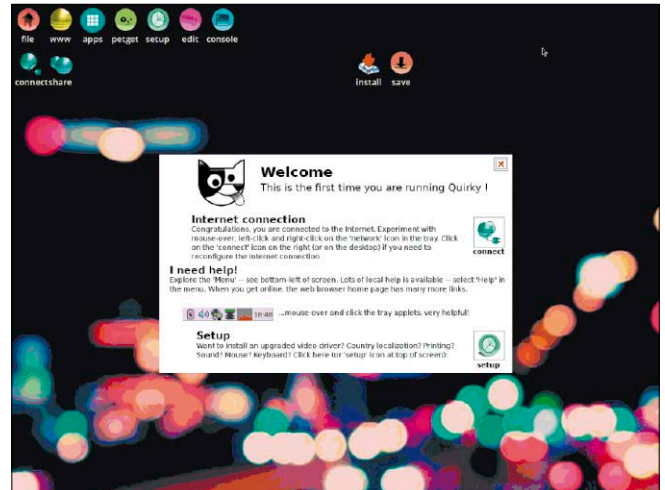 file www apps petget setup edit console
connect share install save
Welcome
This is the first time you are running Quirky !
Internet connection
Congratulations, you are connected to the Internet. Experiment with
mouse-over, left-click and right-click on the 'network' icon in the tray. Click
on the 'connect' icon on the right (or on the desktop) if you need to
reconfigure the Internet connection
connect
I need help!
Explore the 'Menu' -- see bottom-left of screen. Lots of local help is available -- select 'Help' in
the menu. When you get online, the web browser home page has many more links.
16:48 ...mouse-over and click the tray applets, very helpful!
Setup
Want to install an upgraded video driver? Country localization? Printing?
Sound? Mouse? Keyboard? Click here (or 'setup' icon at top of screen):
setup